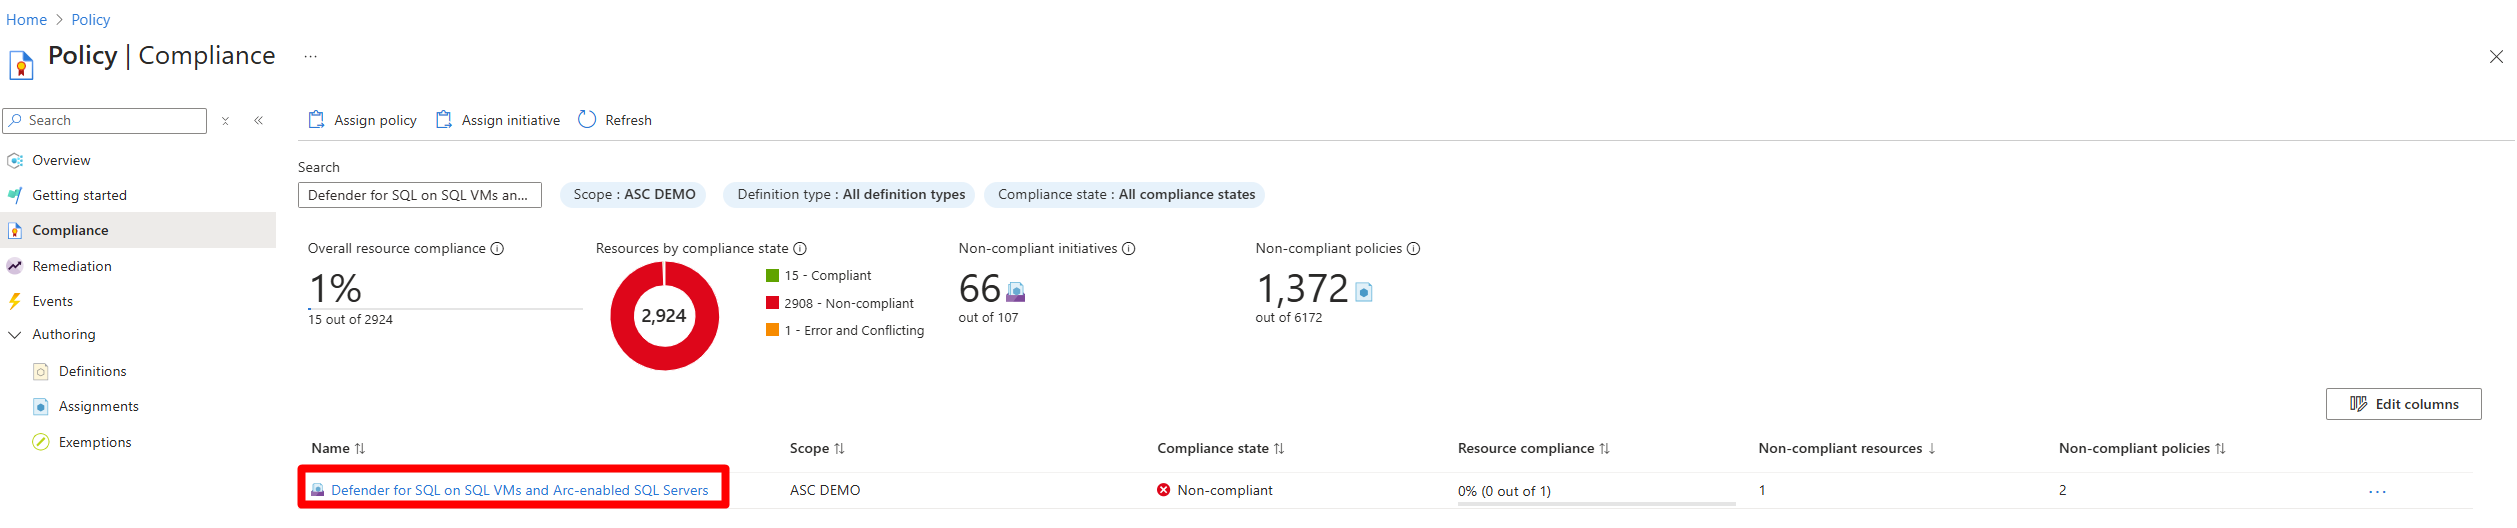 Home > Policy
Policy | Compliance ...
Search
Overview
Getting started
Compliance
Remediation
Events
Authoring
Definitions
Assignments
Exemptions
Assign policy Assign initiative Refresh
Search
Defender for SQL on SQL VMs an... Scope : ASC DEMO Definition type : All definition types Compliance state : All compliance states
Overall resource compliance
1%
15 out of 2924
Resources by compliance state
2,924
15 - Compliant
2908 - Non-compliant
1 - Error and Conflicting
Non-compliant initiatives
66
out of 107
Non-compliant policies
1,372
out of 6172
Edit columns
Name Scope Compliance state Resource compliance Non-compliant resources Non-compliant policies
Defender for SQL on SQL VMs and Arc-enabled SQL Servers ASC DEMO Non-compliant 0% (0 out of 1) 1 2 ...